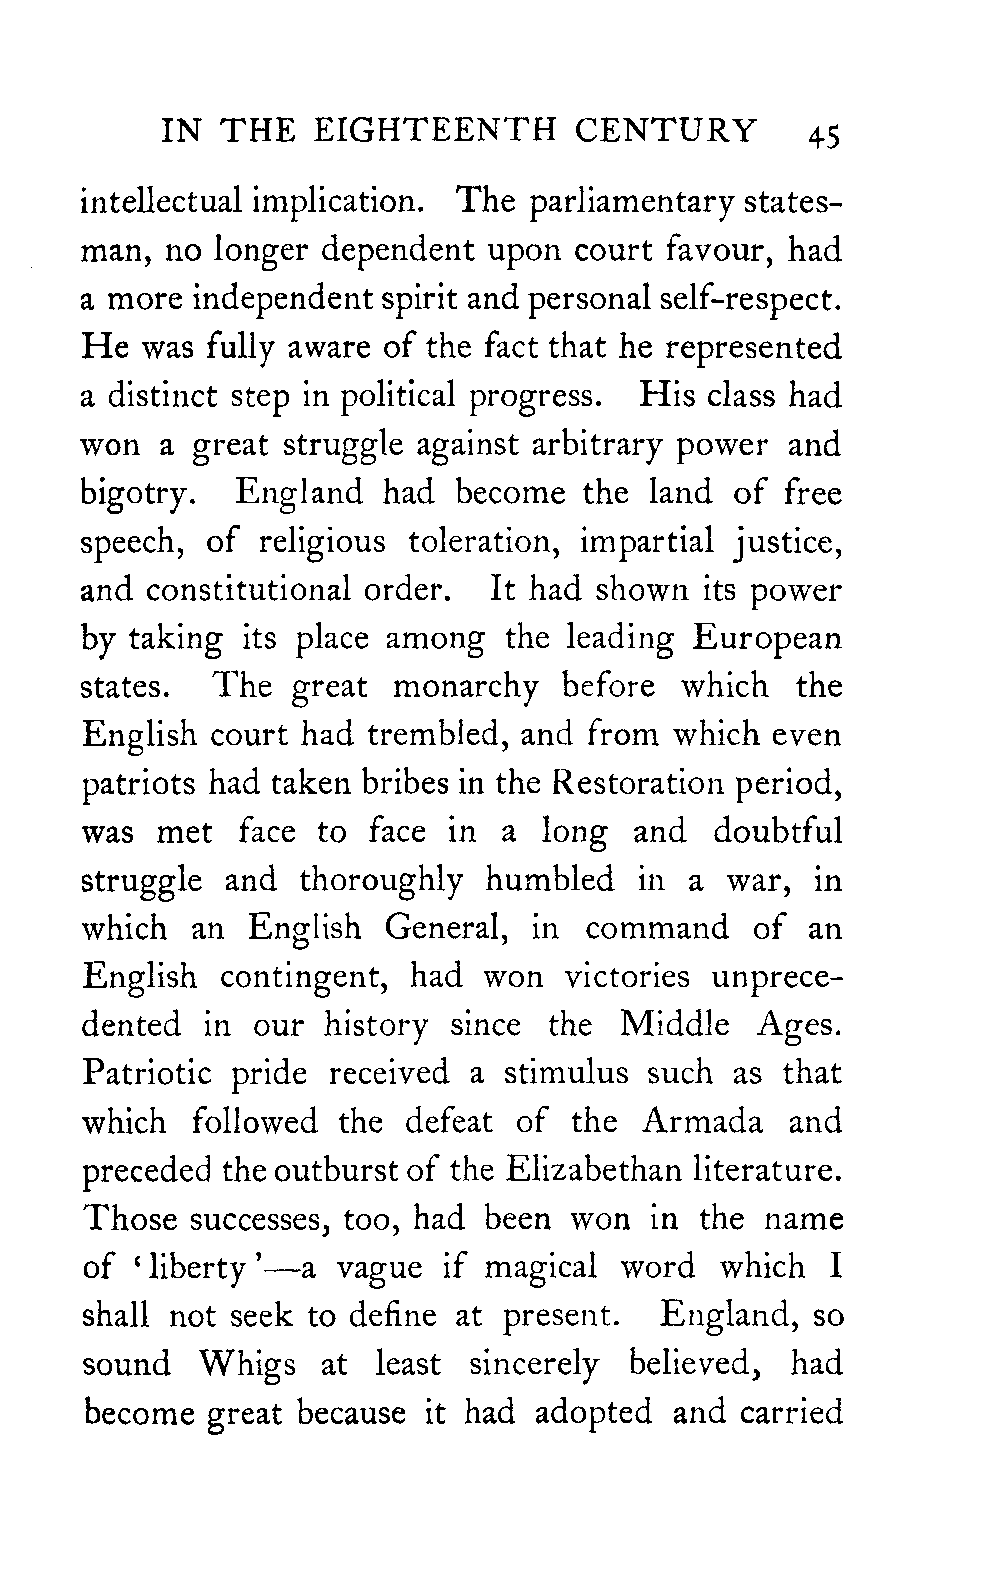 IN THE EIGHTEENTH CENTURY 45
intellectual implication. The parliamentary states-
man, no longer dependent upon court favour, had
a more independent spirit and personal self-respect.
He was fully aware of the fact that he represented
a distinct step in political progress. His class had
won a great struggle against arbitrary power and
bigotry. England had become the land of free
speech, of religious toleration, impartial justice,
and constitutional order. It had shown its power
by taking its place among the leading European
states. The great monarchy before which the
English court had trembled, and from which even
patriots had taken bribes in the Restoration period,
was met face to face in a long and doubtful
struggle and thoroughly humbled in a war, in
which an English General, in command of an
English contingent, had won victories unprece-
dented in our history since the Middle Ages.
Patriotic pride received a stimulus such as that
which followed the defeat of the Armada and
preceded the outburst of the Elizabethan literature.
Those successes, too, had been won in the name
of ‘liberty’—a vague if magical word which I
shall not seek to define at present. England, so
sound Whigs at least sincerely believed, had
become great because it had adopted and carried